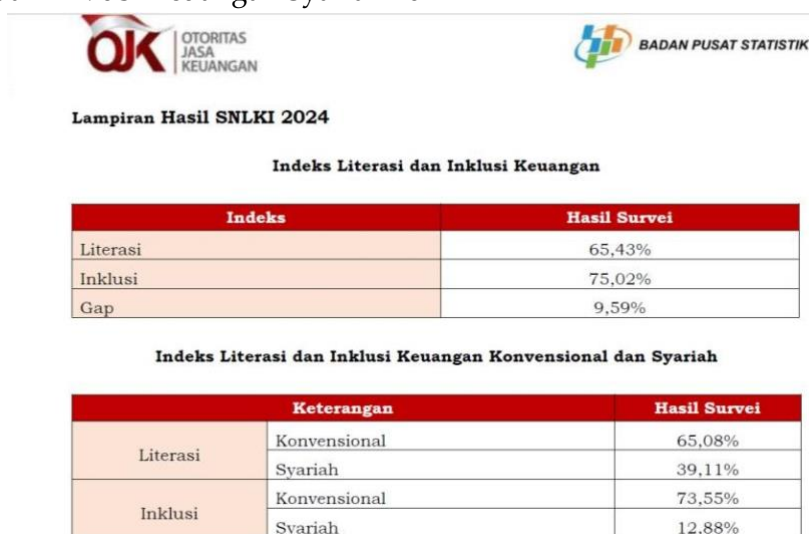 OJK OTORITAS
JASA
KEUANGAN
BADAN PUSAT STATISTIK
Lampiran Hasil SNLKI 2024
Indeks Literasi dan Inklusi Keuangan
Indeks Hasil Survei
Literasi 65,43%
Inklusi 75,02%
Gap 9,59%
Indeks Literasi dan Inklusi Keuangan Konvensional dan Syariah
Keterangan Hasil Survei
Literasi Konvensional 65,08%
Syariah 39,11%
Inklusi Konvensional 73,55%
Syariah 12,88%